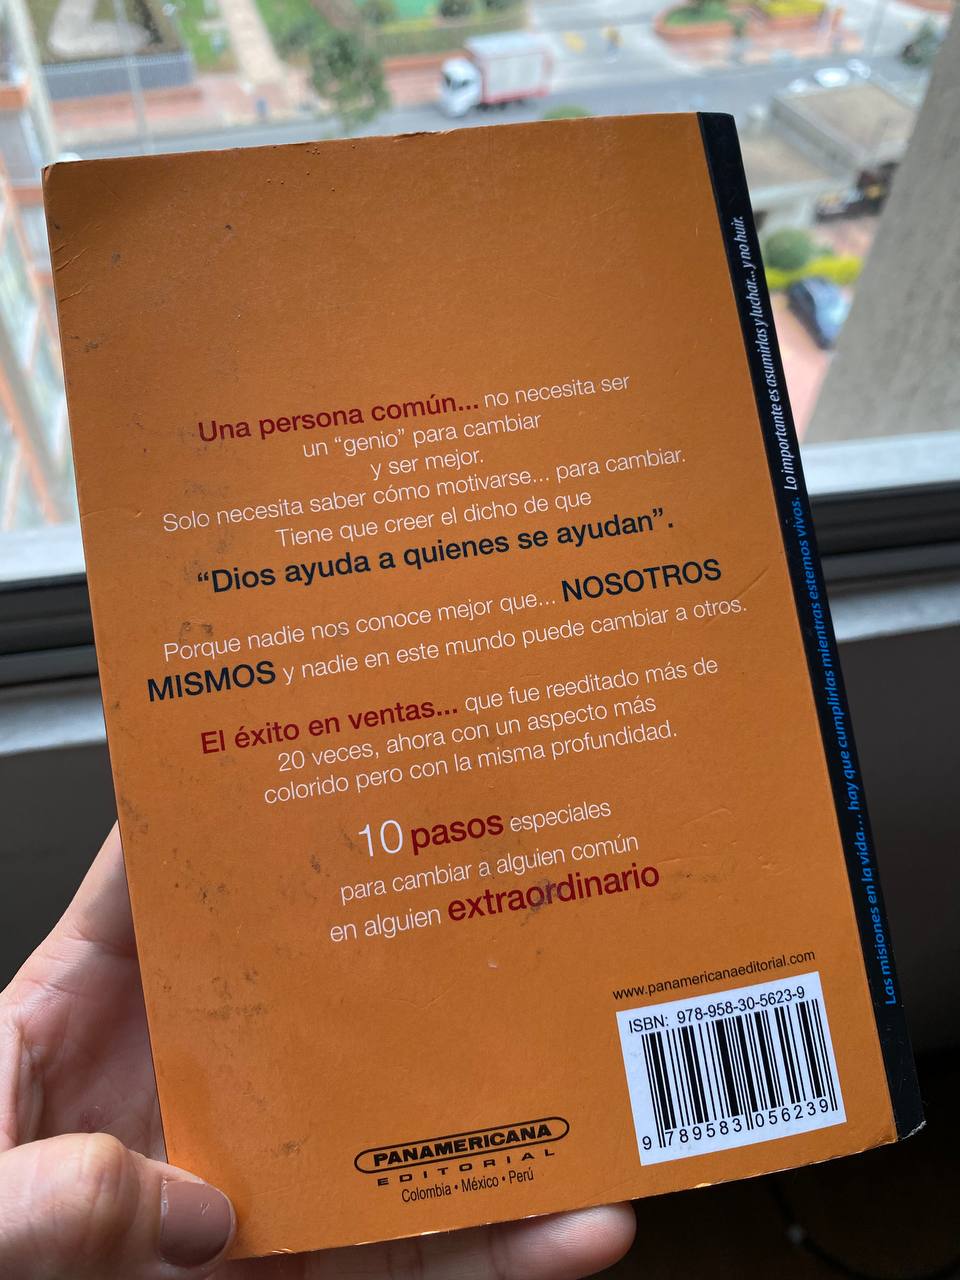 Una persona común... no necesita ser
un “genio” para cambiar
y ser mejor.
Solo necesita saber cómo motivarse... para cambiar.
Tiene que creer el dicho de que
“Dios ayuda a quienes se ayudan”.
Porque nadie nos conoce mejor que... NOSOTROS
MISMOS y nadie en este mundo puede cambiar a otros.
El éxito en ventas... que fue reeditado más de
20 veces, ahora con un aspecto más
colorido pero con la misma profundidad.
10 pasos especiales
para cambiar a alguien común
en alguien extraordinario
www.panamericanaeditorial.com
ISBN: 978-958-30-5623-9
9 789583 056239
PANAMERICANA
EDITORIAL
Colombia • México • Perú
Las misiones en la vida... hay que cumplirlas mientras estemos vivos. Lo importante es asumirlas y luchar... y no huir.